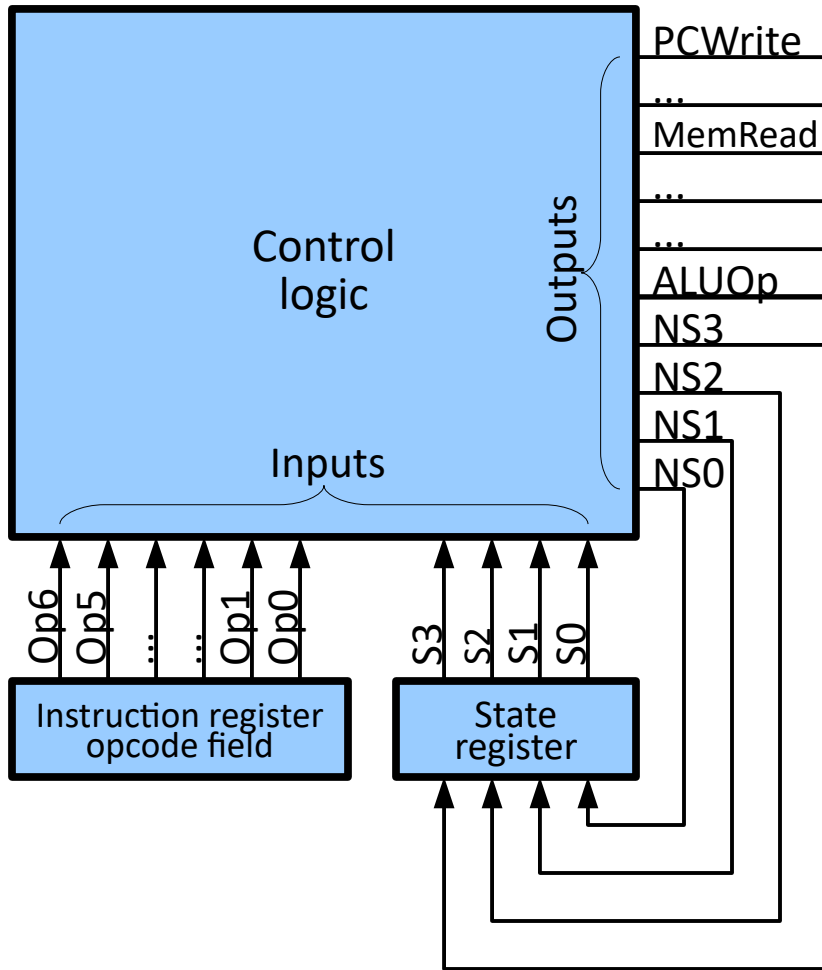 PCWrite
...
MemRead
...
...
ALUOp
NS3
NS2
NS1
NS0
Control
logic
Outputs
Inputs
Op6
Op5
...
...
Op1
Op0
S3
S2
S1
S0
Instruction register
opcode field
State
register